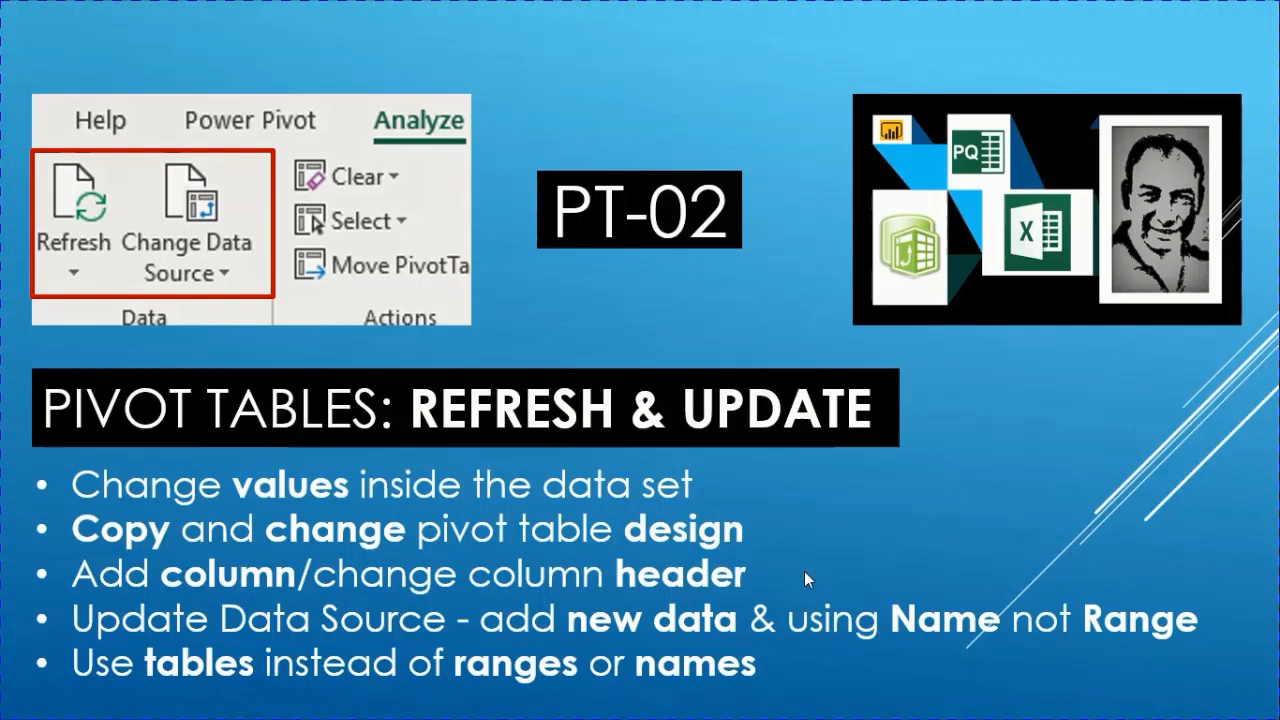 Help Power Pivot Analyze
Refresh
Change Data
Source
Clear
Select
Move PivotTa
Data
Actions
PT-02
PQ
X
PIVOT TABLES: REFRESH & UPDATE
• Change values inside the data set
• Copy and change pivot table design
• Add column/change column header
• Update Data Source - add new data & using Name not Range
• Use tables instead of ranges or names